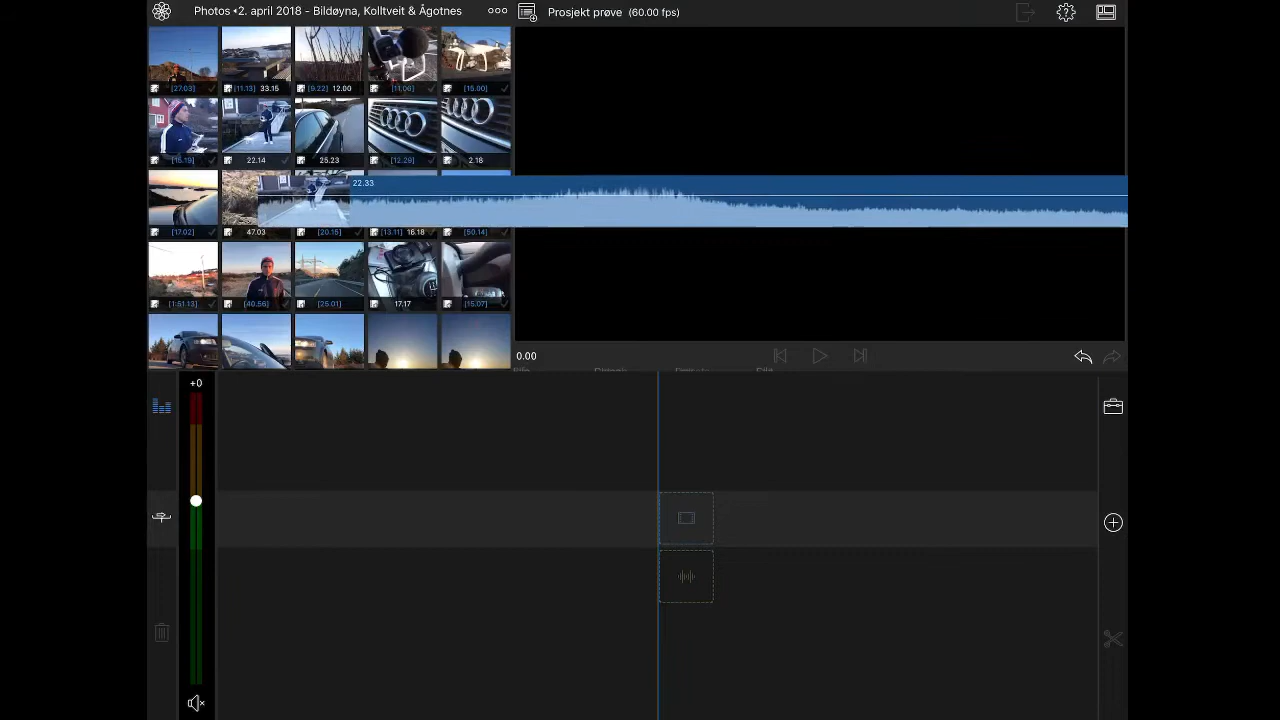 Photos ◂2. april 2018 - Bildøyna, Kolltveit & Ågotnes
Prosjekt prøve (60.00 fps)
[27.03] [11.13] 33.15 [9.22] 12.00 [11.06] [15.00]
[15.19] 22.14 25.23 [12.29] 2.18
22.33
[17.02] 47.03 [20.15] [13.11] 16.18 [50.14]
[1:51.13] [40.56] [25.01] 17.17 [15.07]
0.00
+0